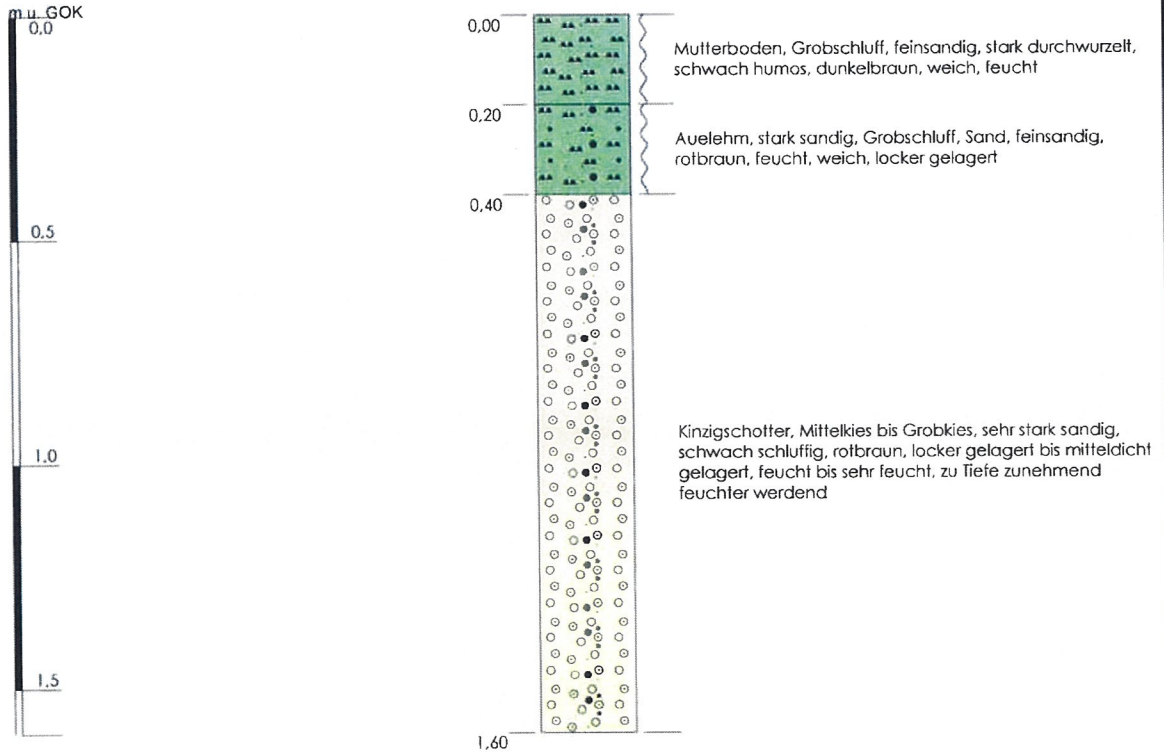 m u. GOK
0.0
0,00
Mutterboden, Grobschluff, feinsandig, stark durchwurzelt,
schwach humos, dunkelbraun, weich, feucht
0,20
Auelehm, stark sandig, Grobschluff, Sand, feinsandig,
rotbraun, feucht, weich, locker gelagert
0,40
0.5
Kinzigschotter, Mittelkies bis Grobkies, sehr stark sandig,
schwach schluffig, rotbraun, locker gelagert bis mitteldicht
gelagert, feucht bis sehr feucht, zu Tiefe zunehmend
feuchter werdend
1.0
1.5
1,60